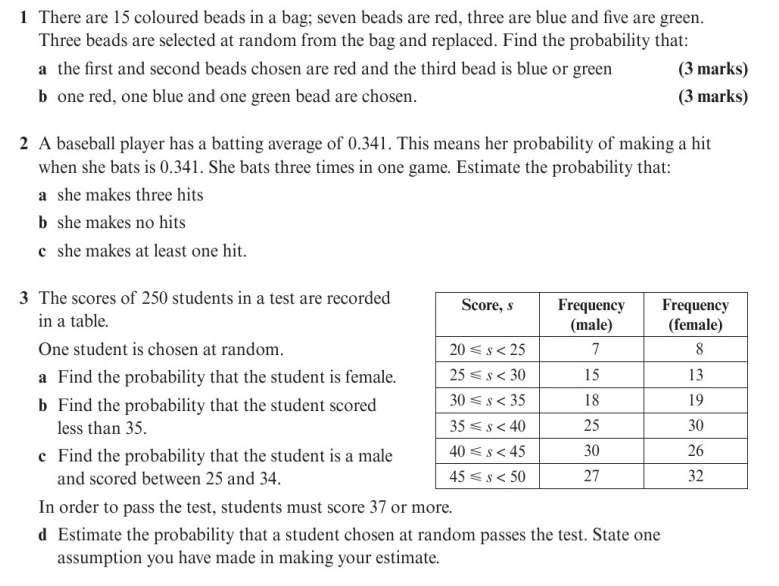 1 There are 15 coloured beads in a bag; seven beads are red, three are blue and five are green.
Three beads are selected at random from the bag and replaced. Find the probability that:
a the first and second beads chosen are red and the third bead is blue or green (3 marks)
b one red, one blue and one green bead are chosen. (3 marks)
2 A baseball player has a batting average of 0.341. This means her probability of making a hit
when she bats is 0.341. She bats three times in one game. Estimate the probability that:
a she makes three hits
b she makes no hits
c she makes at least one hit.
3 The scores of 250 students in a test are recorded
in a table.
One student is chosen at random.
a Find the probability that the student is female.
b Find the probability that the student scored
less than 35.
c Find the probability that the student is a male
and scored between 25 and 34.
Score, s Frequency (male) Frequency (female)
20 ⩽ s < 25 7 8
25 ⩽ s < 30 15 13
30 ⩽ s < 35 18 19
35 ⩽ s < 40 25 30
40 ⩽ s < 45 30 26
45 ⩽ s < 50 27 32
In order to pass the test, students must score 37 or more.
d Estimate the probability that a student chosen at random passes the test. State one
assumption you have made in making your estimate.